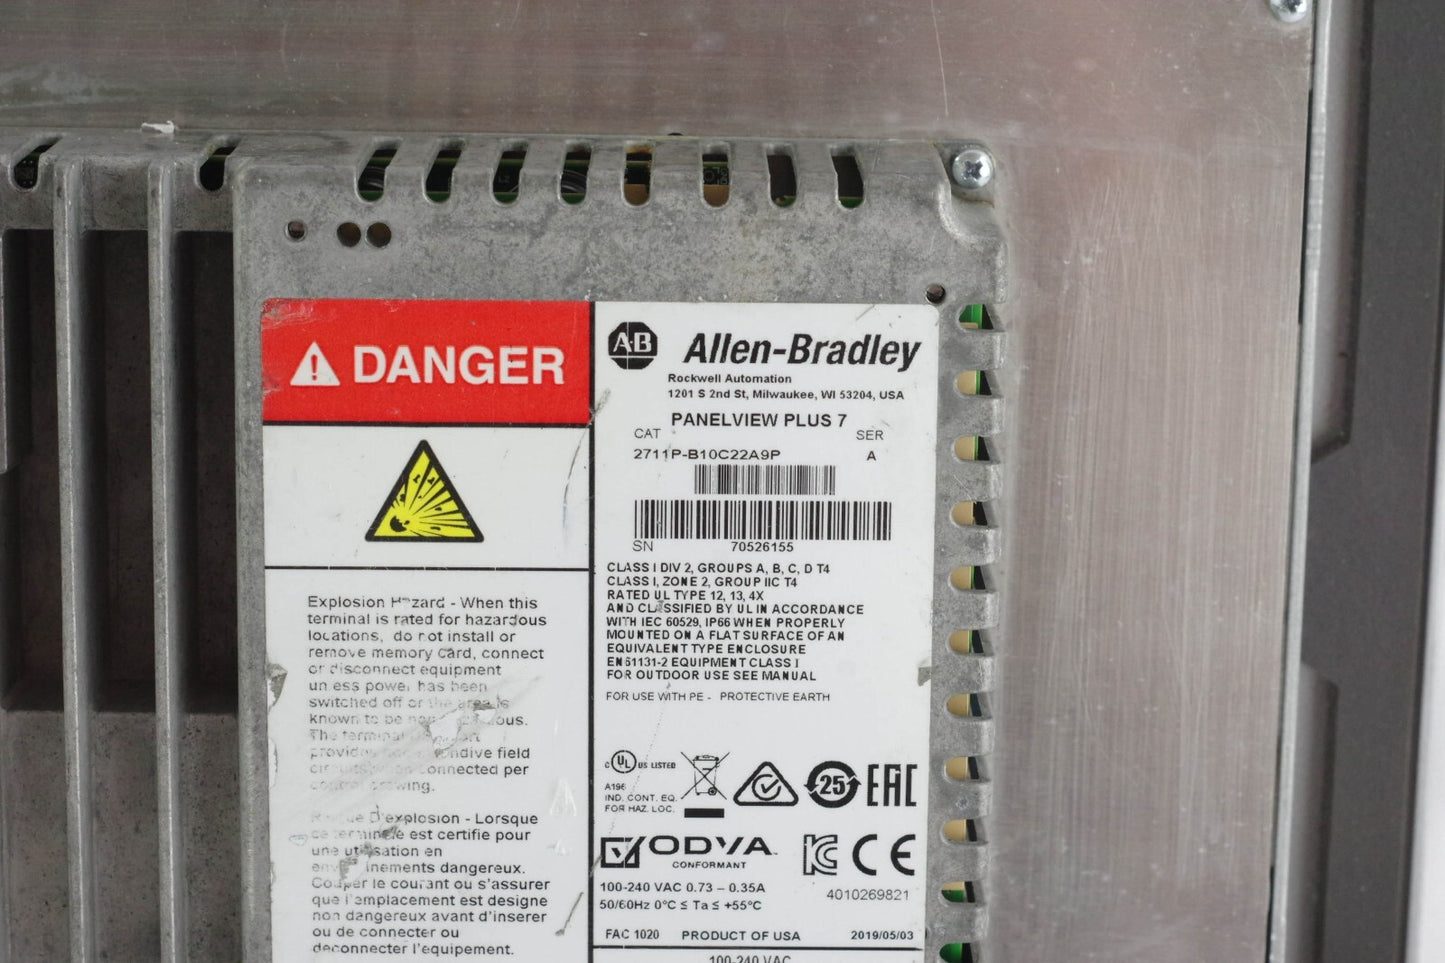 DANGER
Explosion Hazard - When this
terminal is rated for hazardous
locations, do not install or
remove memory card, connect
or disconnect equipment
unless power has been
switched off or the area is
known to be
The terminal
field
connected per
Explosion - Lorsque
ce terminale est certifie pour
une utilisation en
dangereux.
Couper le courant ou s'assurer
que l'emplacement est designe
non dangereux avant d'inserer
ou de connecter ou
deconnecter l'equipement.
AB Allen-Bradley
Rockwell Automation
1201 S 2nd St, Milwaukee, WI 53204, USA
PANELVIEW PLUS 7
CAT SER
2711P-B10C22A9P A
SN 70526155
CLASS I DIV 2, GROUPS A, B, C, D T4
CLASS I, ZONE 2, GROUP IIC T4
RATED UL TYPE 12, 13, 4X
AND CLASSIFIED BY UL IN ACCORDANCE
WITH IEC 60529, IP66 WHEN PROPERLY
MOUNTED ON A FLAT SURFACE OF AN
EQUIVALENT TYPE ENCLOSURE
EN61131-2 EQUIPMENT CLASS I
FOR OUTDOOR USE SEE MANUAL
FOR USE WITH PE - PROTECTIVE EARTH
C UL US LISTED
A196
IND. CONT. EQ.
FOR HAZ. LOC.
25 EAC
ODVA
CONFORMANT
KC CE
100-240 VAC 0.73 – 0.35A
50/60Hz 0°C ≤ Ta ≤ +55°C
4010269821
FAC 1020 PRODUCT OF USA 2019/05/03
100-240 VAC